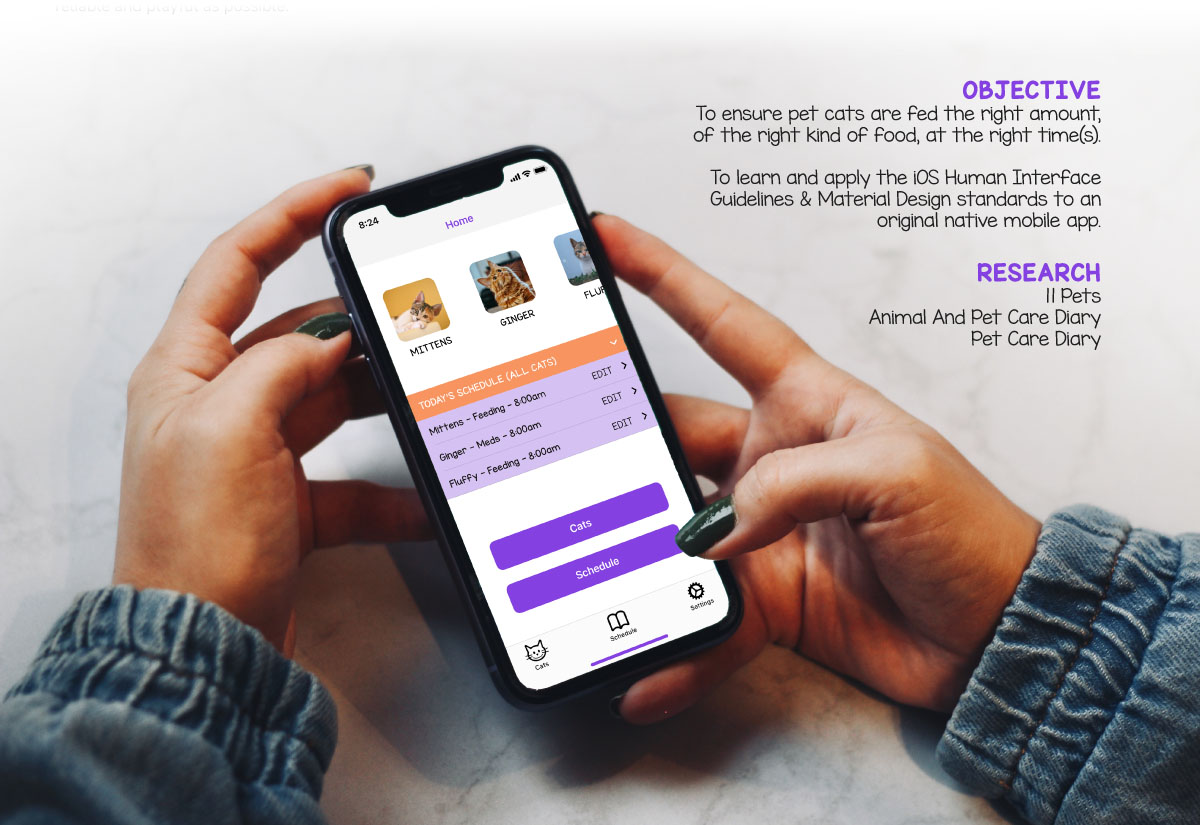 reliable and playful as possible.
OBJECTIVE
To ensure pet cats are fed the right amount,
of the right kind of food, at the right time(s).
To learn and apply the iOS Human Interface
Guidelines & Material Design standards to an
original native mobile app.
RESEARCH
11 Pets
Animal And Pet Care Diary
Pet Care Diary
8:24
Home
MITTENS
GINGER
FLUF
TODAY'S SCHEDULE (ALL CATS)
Mittens - Feeding - 8:00am EDIT
Ginger - Meds - 8:00am EDIT
Fluffy - Feeding - 8:00am EDIT
Cats
Schedule
Cats
Schedule
Settings